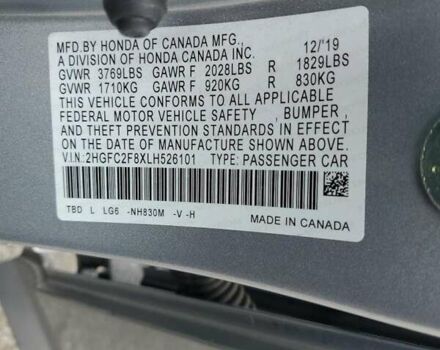 MFD.BY HONDA OF CANADA MFG., 12/'19
A DIVISION OF HONDA CANADA INC.
GVWR 3769LBS GAWR F 2028LBS R 1829LBS
GVWR 1710KG GAWR F 920KG R 830KG
THIS VEHICLE CONFORMS TO ALL APPLICABLE
FEDERAL MOTOR VEHICLE SAFETY , BUMPER,
AND THEFT PREVENTION STANDARDS IN EFFECT
ON THE DATE OF MANUFACTURE SHOWN ABOVE.
V.I.N:2HGFC2F8XLH526101 TYPE: PASSENGER CAR
TBD L LG6 -NH830M -V -H
MADE IN CANADA